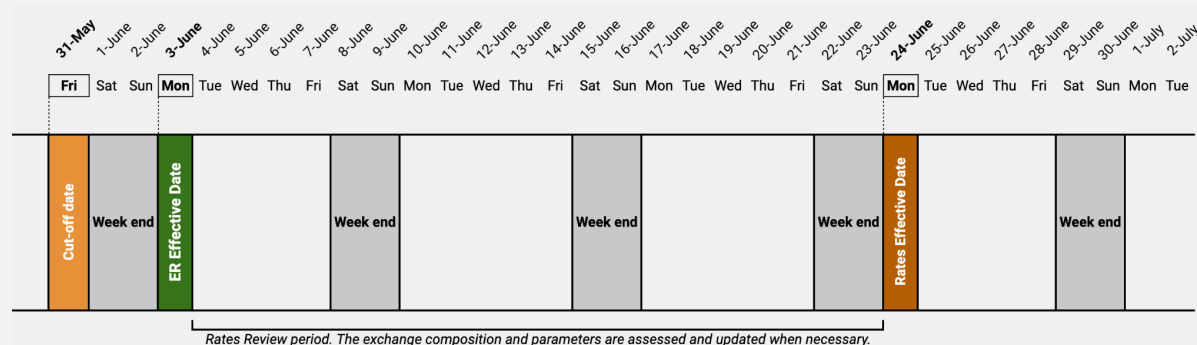 31-May 1-June 2-June 3-June 4-June 5-June 6-June 7-June 8-June 9-June 10-June 11-June 12-June 13-June 14-June 15-June 16-June 17-June 18-June 19-June 20-June 21-June 22-June 23-June 24-June 25-June 26-June 27-June 28-June 29-June 30-June 1-July 2-July
Fri Sat Sun Mon Tue Wed Thu Fri Sat Sun Mon Tue Wed Thu Fri Sat Sun Mon Tue Wed Thu Fri Sat Sun Mon Tue Wed Thu Fri Sat Sun Mon Tue
Cut-off date
Week end
ER Effective Date
Week end
Week end
Week end
Rates Effective Date
Week end
Rates Review period. The exchange composition and parameters are assessed and updated when necessary.